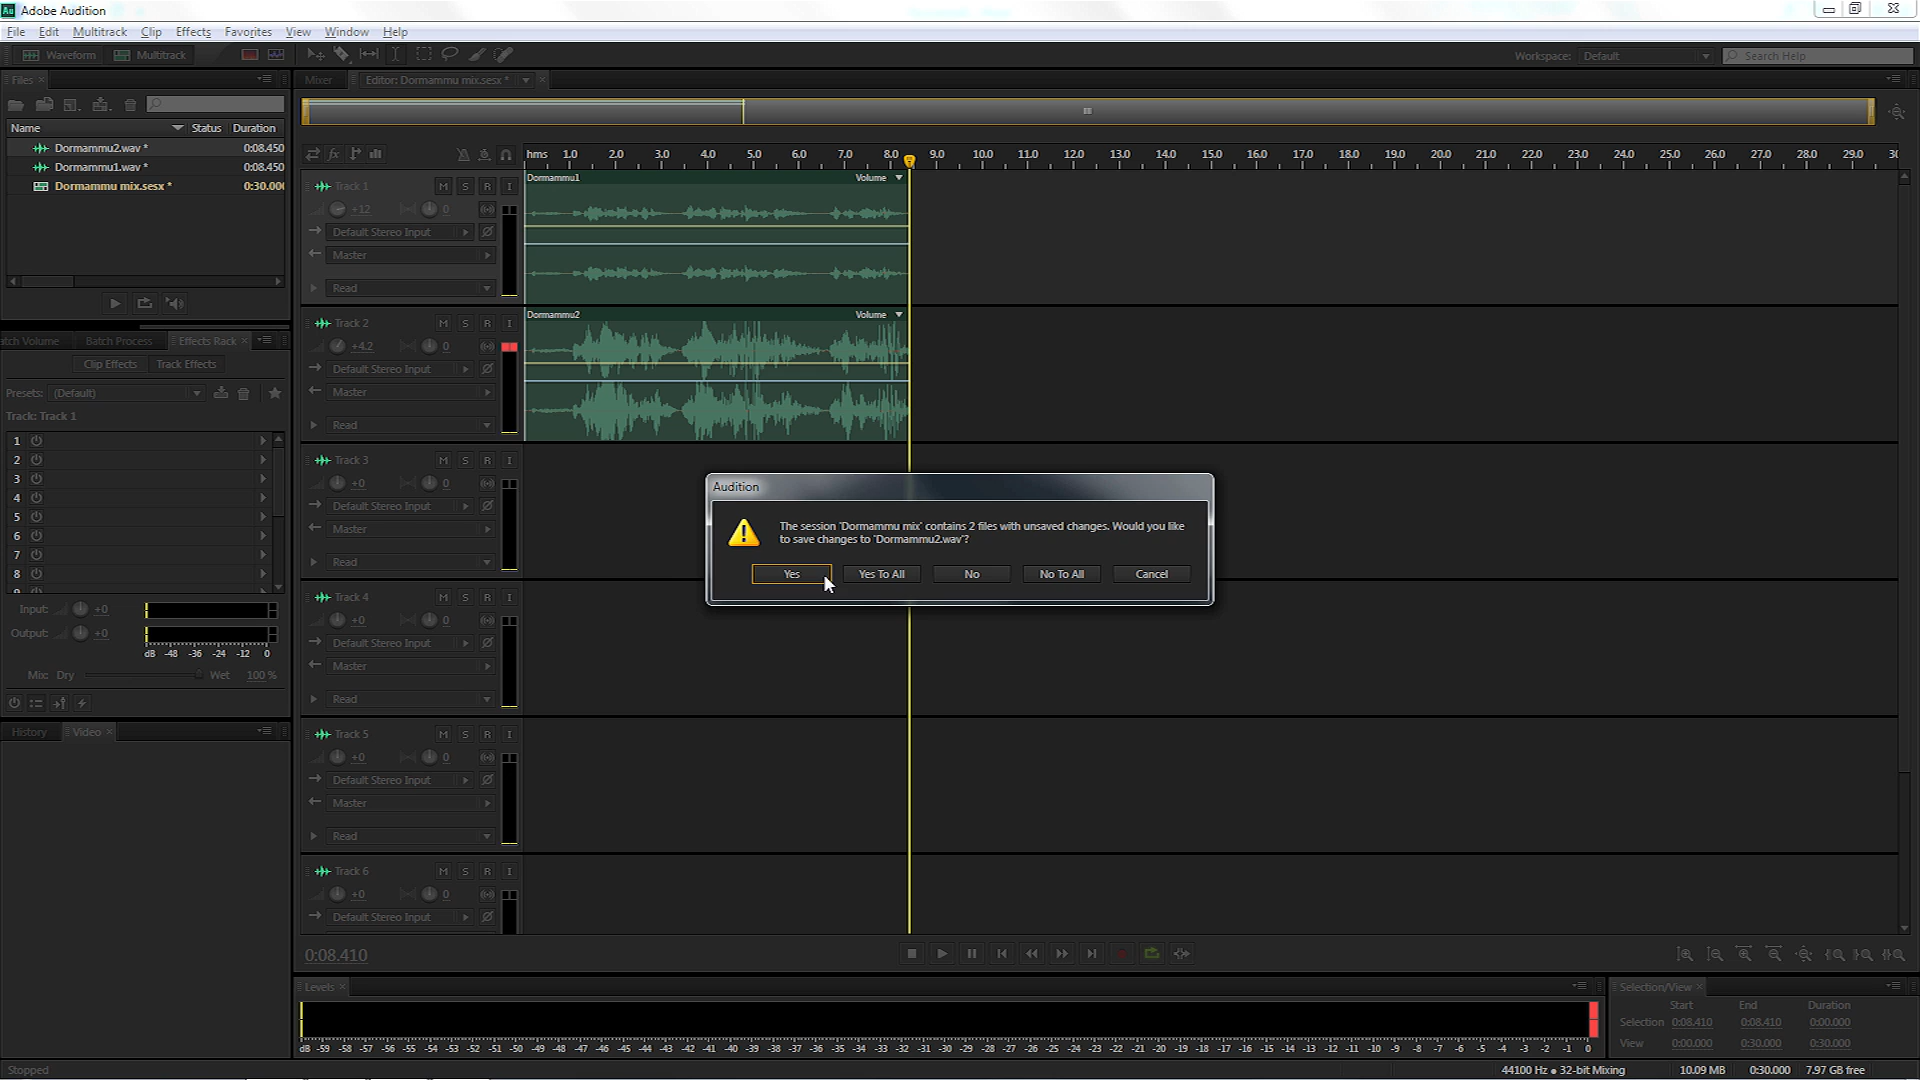 Adobe Audition
File Edit Multitrack Clip Effects Favorites View Window Help
Waveform Multitrack Workspace: Default Search Help
Files Mixer Editor: Dormammu mix.sesx *
Name Status Duration
Dormammu2.wav * 0:08.450
Dormammu1.wav * 0:08.450
Dormammu mix.sesx * 0:30.000
hms 1.0 2.0 3.0 4.0 5.0 6.0 7.0 8.0 9.0 10.0 11.0 12.0 13.0 14.0 15.0 16.0 17.0 18.0 19.0 20.0 21.0 22.0 23.0 24.0 25.0 26.0 27.0 28.0 29.0 30
Track 1 M S R I
+12 0
Default Stereo Input
Master
Read
Dormammu1 Volume
Track 2 M S R I
+4.2 0
Default Stereo Input
Master
Read
Dormammu2 Volume
Track 3 M S R I
+0 0
Default Stereo Input
Master
Read
Track 4 M S R I
+0 0
Default Stereo Input
Master
Read
Track 5 M S R I
+0 0
Default Stereo Input
Master
Read
Track 6 M S R I
+0 0
Default Stereo Input
atch Volume Batch Process Effects Rack
Clip Effects Track Effects
Presets: (Default)
Track: Track 1
1
2
3
4
5
6
7
8
9
Input: +0
Output: +0
dB -48 -36 -24 -12 0
Mix: Dry Wet 100 %
History Video
Audition
The session 'Dormammu mix' contains 2 files with unsaved changes. Would you like
to save changes to 'Dormammu2.wav'?
Yes Yes To All No No To All Cancel
0:08.410
Levels
dB -59 -58 -57 -56 -55 -54 -53 -52 -51 -50 -49 -48 -47 -46 -45 -44 -43 -42 -41 -40 -39 -38 -37 -36 -35 -34 -33 -32 -31 -30 -29 -28 -27 -26 -25 -24 -23 -22 -21 -20 -19 -18 -17 -16 -15 -14 -13 -12 -11 -10 -9 -8 -7 -6 -5 -4 -3 -2 -1 0
Selection/View
Start End Duration
Selection 0:08.410 0:08.410 0:00.000
View 0:00.000 0:30.000 0:30.000
Stopped 44100 Hz ● 32-bit Mixing 10.09 MB 0:30.000 7.97 GB free